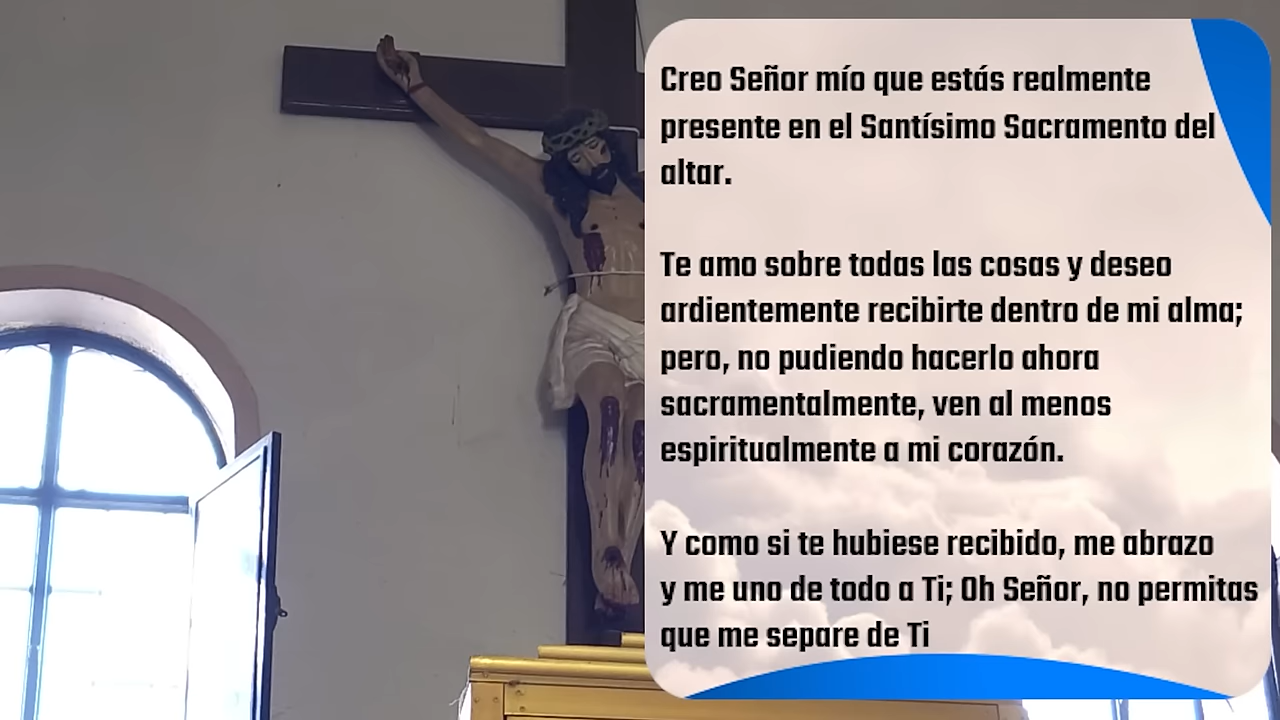 Creo Señor mío que estás realmente
presente en el Santísimo Sacramento del
altar.
Te amo sobre todas las cosas y deseo
ardientemente recibirte dentro de mi alma;
pero, no pudiendo hacerlo ahora
sacramentalmente, ven al menos
espiritualmente a mi corazón.
Y como si te hubiese recibido, me abrazo
y me uno de todo a Ti; Oh Señor, no permitas
que me separe de Ti